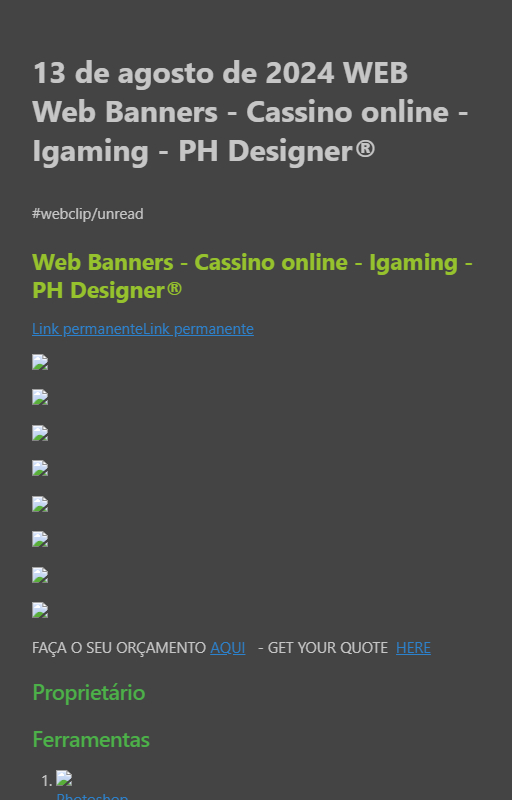 13 de agosto de 2024 WEB
Web Banners - Cassino online -
Igaming - PH Designer®
#webclip/unread
Web Banners - Cassino online - Igaming -
PH Designer®
Link permanenteLink permanente
FAÇA O SEU ORÇAMENTO AQUI - GET YOUR QUOTE HERE
Proprietário
Ferramentas
1.
Photoshop